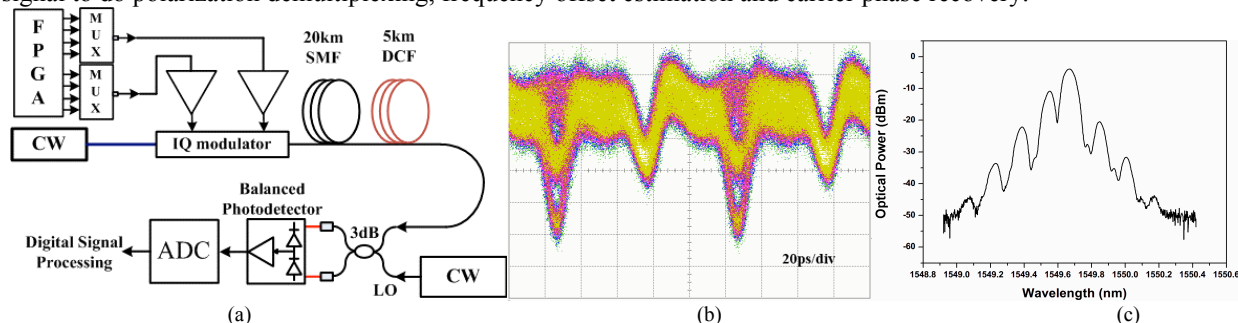 signal to do polarization demultiplexing, frequency offset estimation and carrier phase recovery.
F
P
G
A
M
U
X
M
U
X
20km
SMF
5km
DCF
CW
IQ modulator
Balanced
Photodetector
3dB
Digital Signal
Processing
ADC
LO
CW
(a)
20ps/div
(b)
Optical Power (dBm)
0
-10
-20
-30
-40
-50
-60
1548.8 1549.0 1549.2 1549.4 1549.6 1549.8 1550.0 1550.2 1550.4 1550.6
Wavelength (nm)
(c)